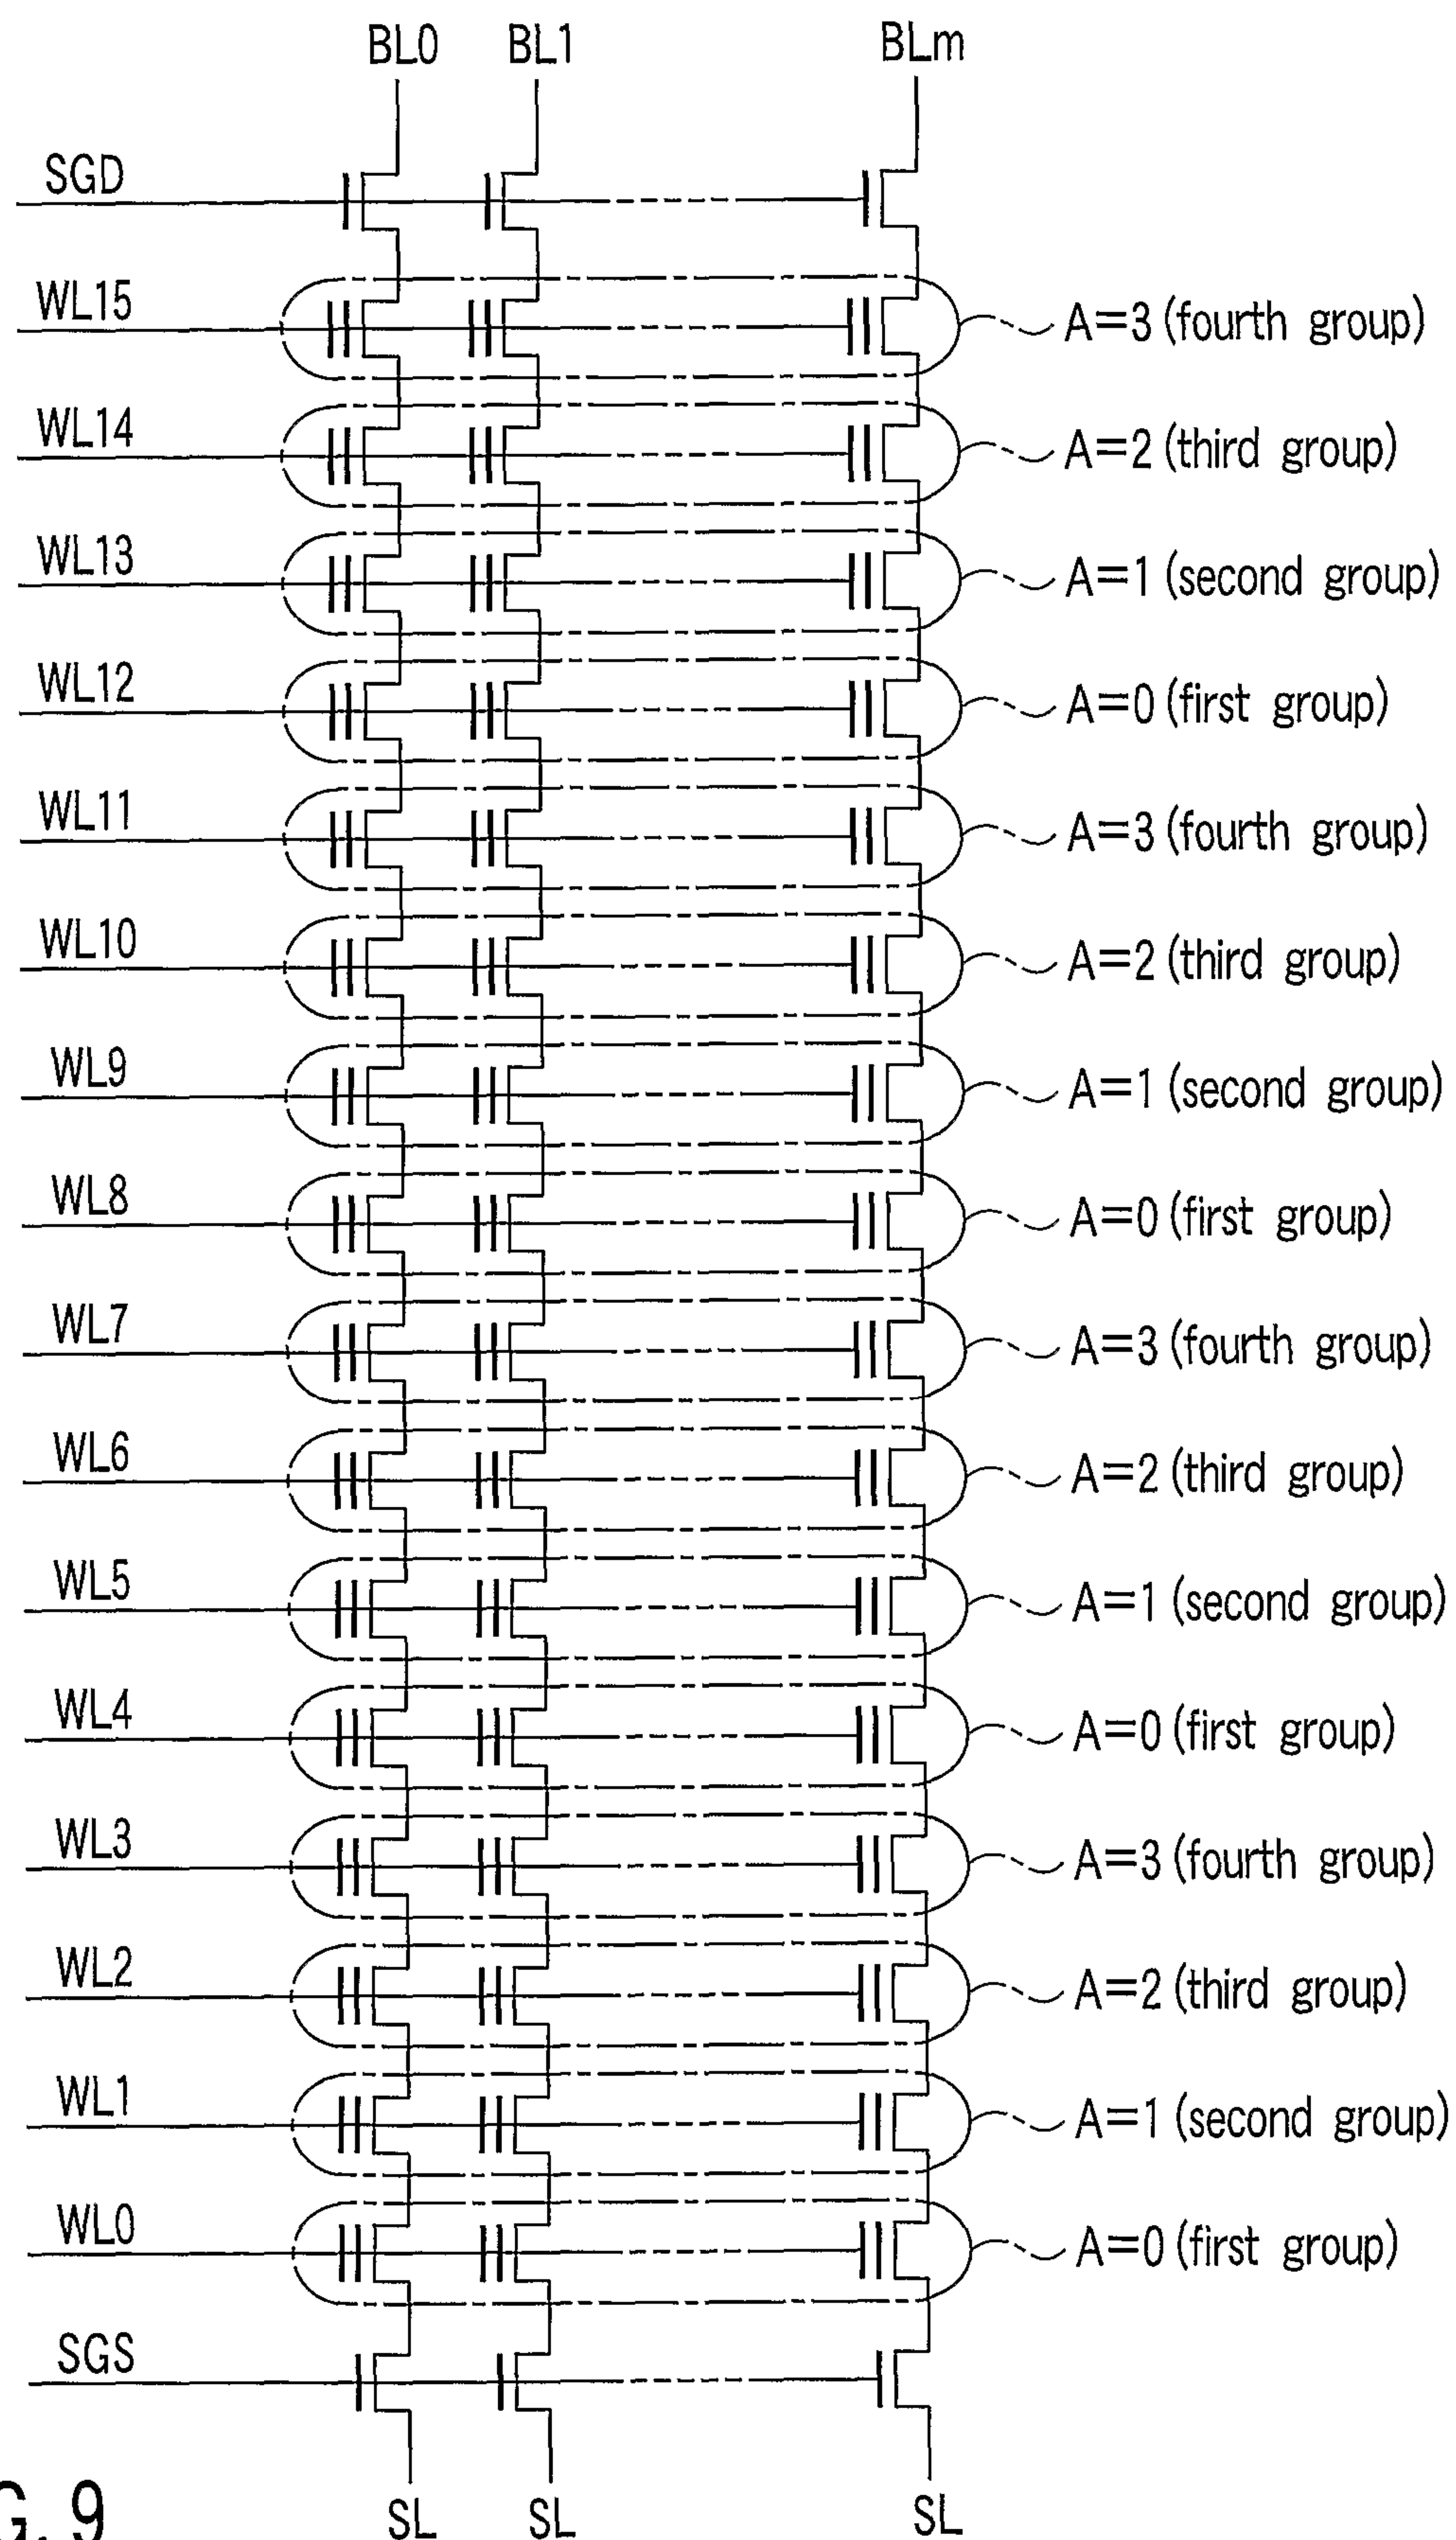 BL0 BL1 BLm
SGD
WL15 A=3 (fourth group)
WL14 A=2 (third group)
WL13 A=1 (second group)
WL12 A=0 (first group)
WL11 A=3 (fourth group)
WL10 A=2 (third group)
WL9 A=1 (second group)
WL8 A=0 (first group)
WL7 A=3 (fourth group)
WL6 A=2 (third group)
WL5 A=1 (second group)
WL4 A=0 (first group)
WL3 A=3 (fourth group)
WL2 A=2 (third group)
WL1 A=1 (second group)
WL0 A=0 (first group)
SGS
SL SL SL
G. 9